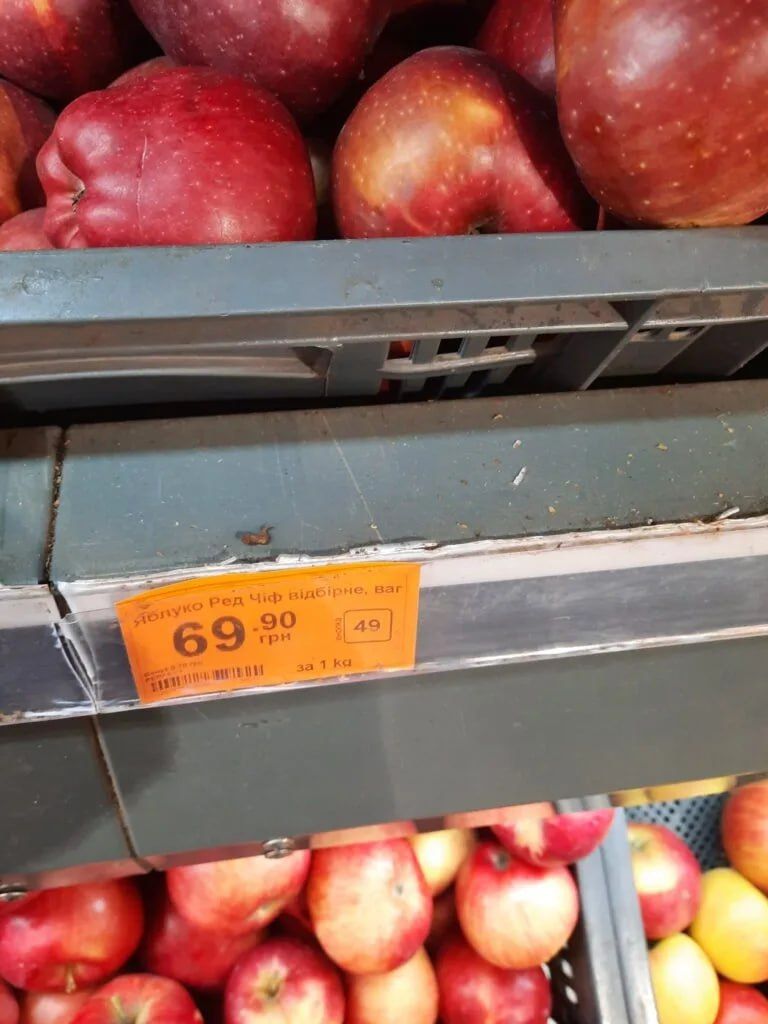 Яблуко Ред Чіф відбірне, ваг
69.90
грн
49
за 1 kg